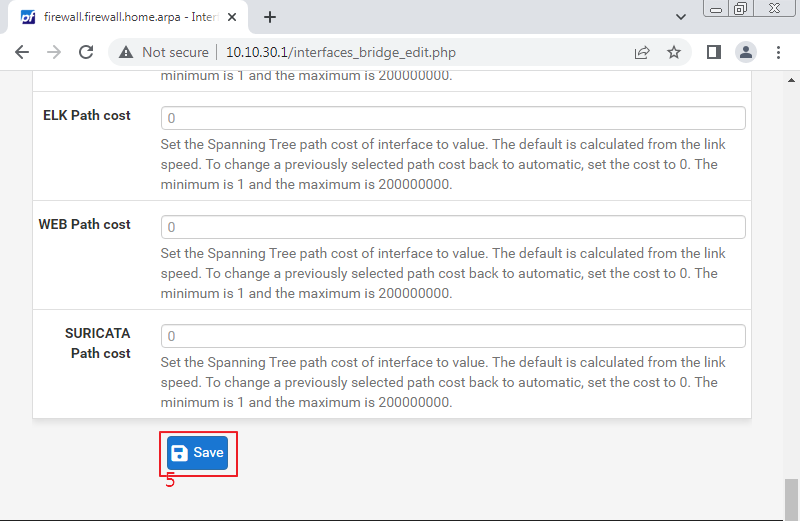 pf firewall.firewall.home.arpa - Inter
Not secure | 10.10.30.1/interfaces_bridge_edit.php
minimum is 1 and the maximum is 200000000.
ELK Path cost
0
Set the Spanning Tree path cost of interface to value. The default is calculated from the link
speed. To change a previously selected path cost back to automatic, set the cost to 0. The
minimum is 1 and the maximum is 200000000.
WEB Path cost
0
Set the Spanning Tree path cost of interface to value. The default is calculated from the link
speed. To change a previously selected path cost back to automatic, set the cost to 0. The
minimum is 1 and the maximum is 200000000.
SURICATA
Path cost
0
Set the Spanning Tree path cost of interface to value. The default is calculated from the link
speed. To change a previously selected path cost back to automatic, set the cost to 0. The
minimum is 1 and the maximum is 200000000.
Save
5